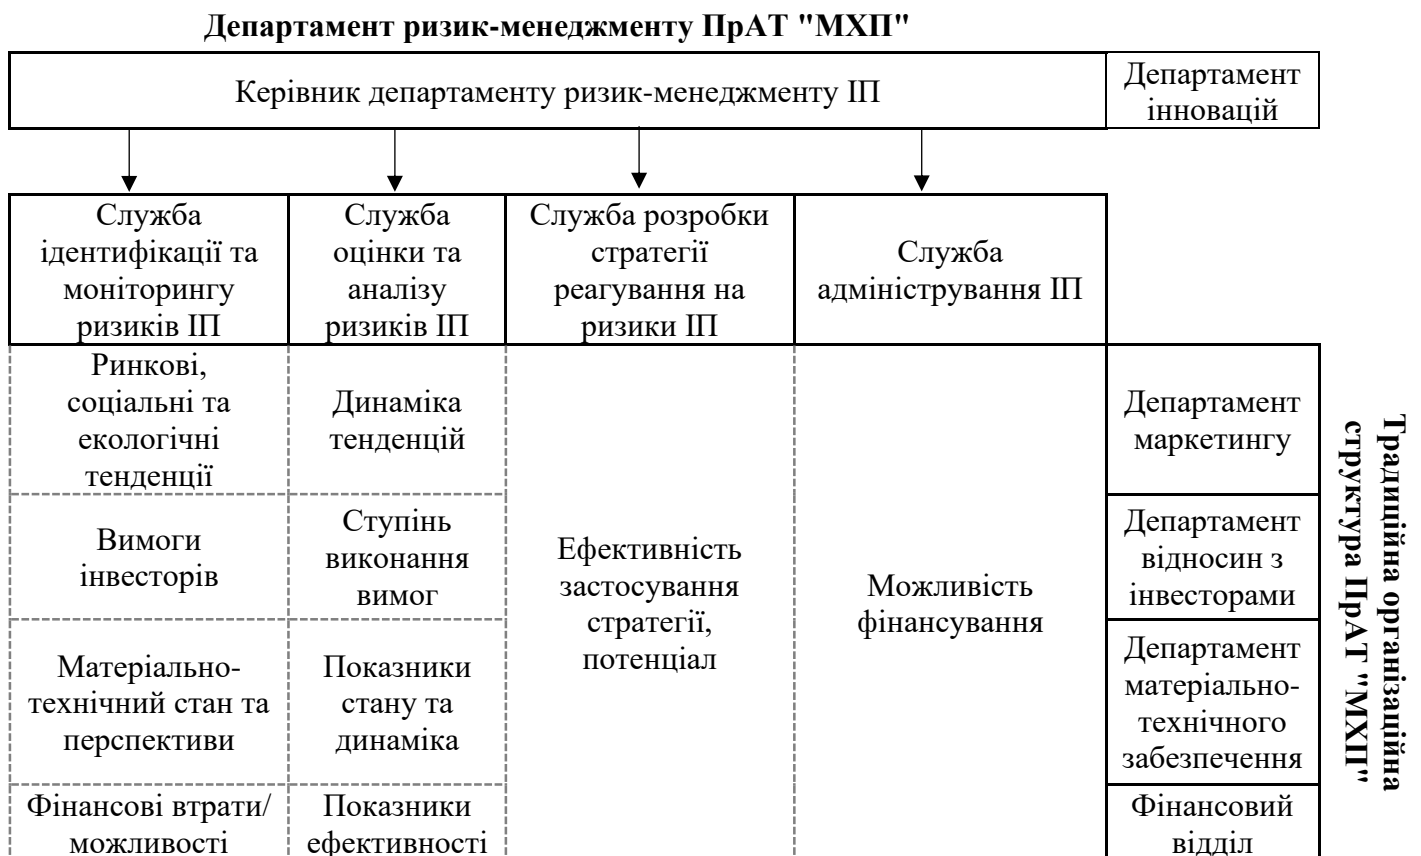 Департамент ризик-менеджменту ПрАТ "МХП"
Керівник департаменту ризик-менеджменту ІП
Департамент
інновацій
Служба
ідентифікації та
моніторингу
ризиків ІП
Служба
оцінки та
аналізу
ризиків ІП
Служба розробки
стратегії
реагування на
ризики ІП
Служба
адміністрування ІП
Ринкові,
соціальні та
екологічні
тенденції
Динаміка
тенденцій
Департамент
маркетингу
Вимоги
інвесторів
Ступінь
виконання
вимог
Ефективність
застосування
стратегії,
потенціал
Можливість
фінансування
Департамент
відносин з
інвесторами
Матеріально-
технічний стан та
перспективи
Показники
стану та
динаміка
Департамент
матеріально-
технічного
забезпечення
Фінансові втрати/
можливості
Показники
ефективності
Фінансовий
відділ
Традиційна організаційна
структура ПрАТ "МХП"